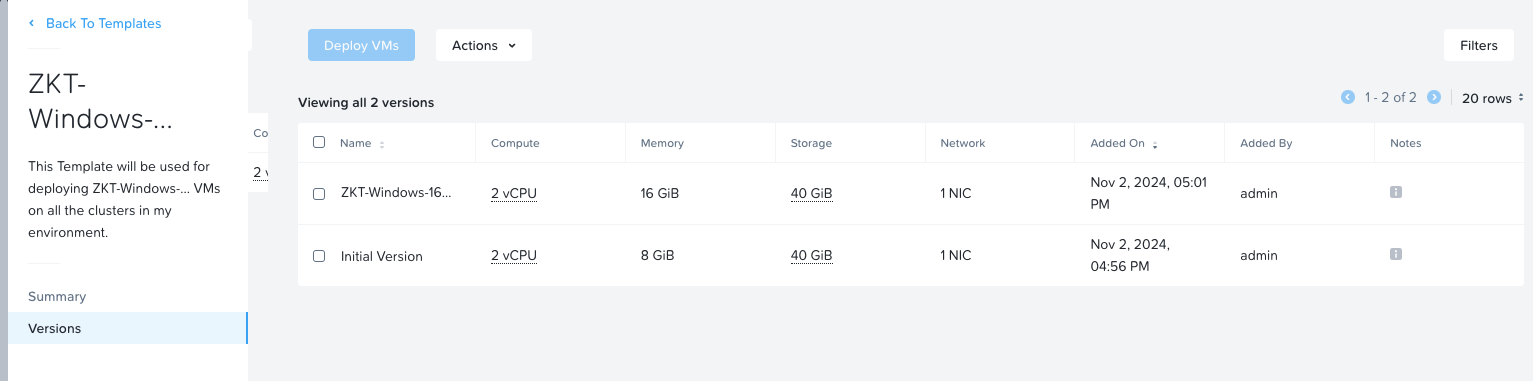 Back To Templates
ZKT-
Windows-...
This Template will be used for
deploying ZKT-Windows-... VMs
on all the clusters in my
environment.
Summary
Versions
Co
2 v
Deploy VMs
Actions
Filters
Viewing all 2 versions
1 - 2 of 2
20 rows
Name Compute Memory Storage Network Added On Added By Notes
ZKT-Windows-16... 2 vCPU 16 GiB 40 GiB 1 NIC Nov 2, 2024, 05:01
PM admin
Initial Version 2 vCPU 8 GiB 40 GiB 1 NIC Nov 2, 2024,
04:56 PM admin